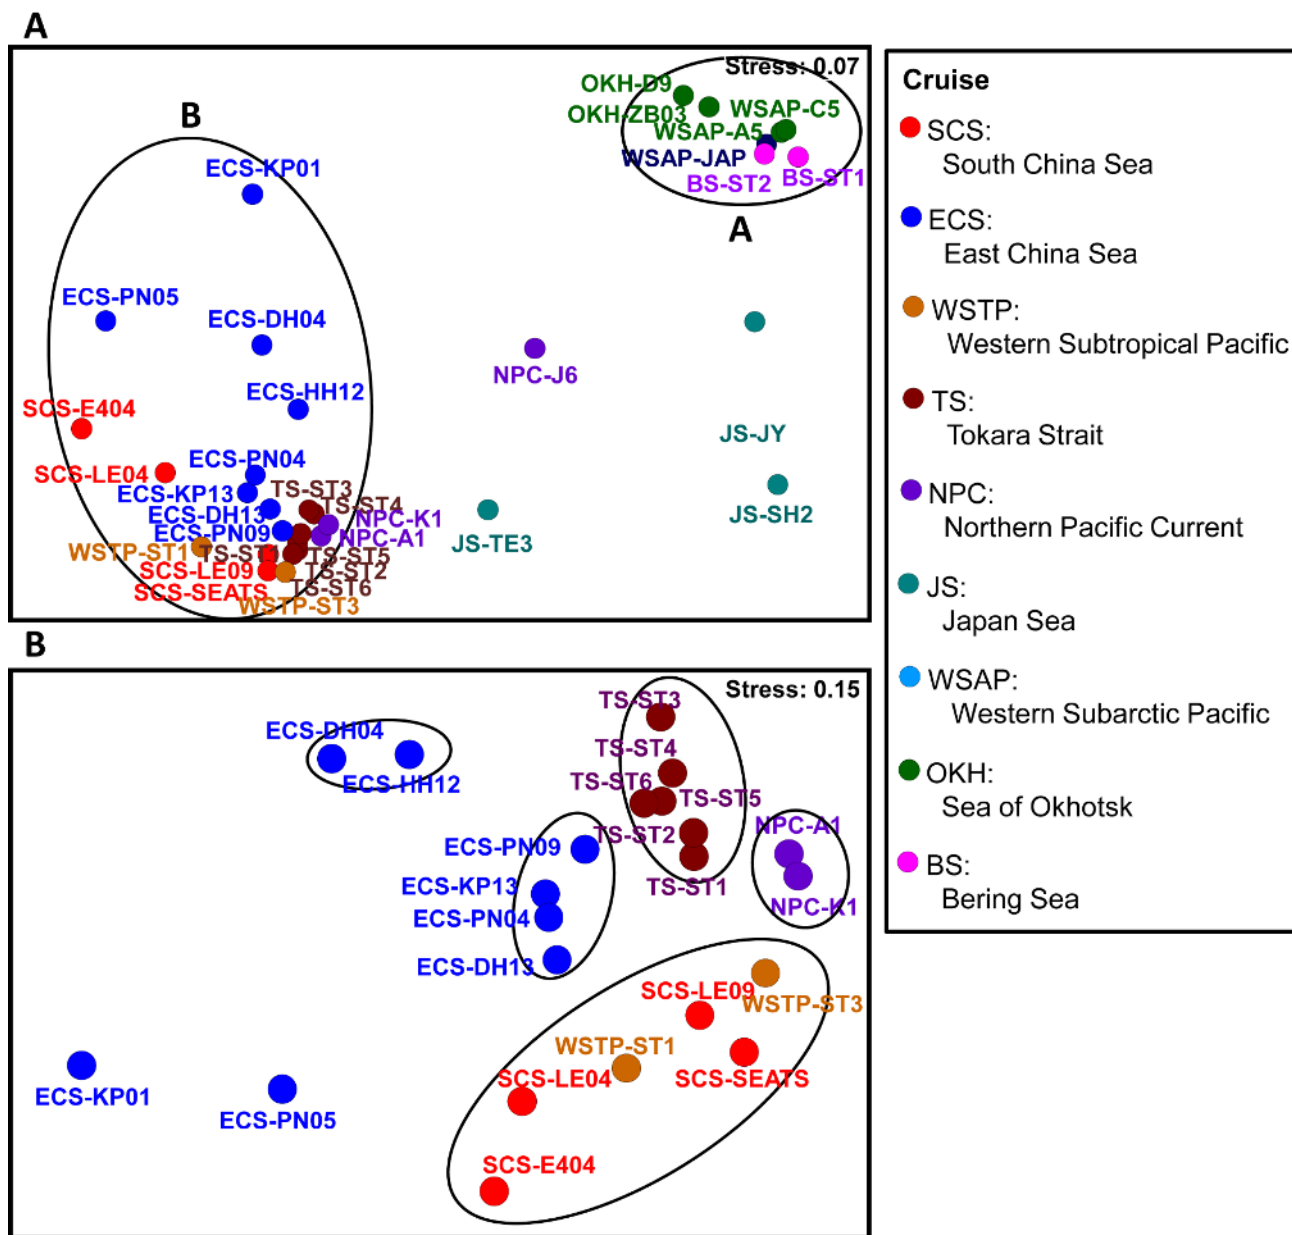 A
Stress: 0.07
OKH-D9
OKH-ZB03
WSAP-C5
WSAP-A5
WSAP-JAP
BS-ST2
BS-ST1
A
B
ECS-KP01
ECS-PN05
ECS-DH04
NPC-J6
ECS-HH12
SCS-E404
JS-JY
ECS-PN04
SCS-LE04
TS-ST3
ECS-KP13
TS-ST4
JS-SH2
ECS-DH13
NPC-K1
ECS-PN09
NPC-A1
JS-TE3
WSTP-ST1
TS-ST1
TS-ST5
SCS-LE09
TS-ST2
SCS-SEATS
TS-ST6
WSTP-ST3
B
Stress: 0.15
TS-ST3
ECS-DH04
TS-ST4
ECS-HH12
TS-ST6
TS-ST5
TS-ST2
NPC-A1
ECS-PN09
ECS-KP13
TS-ST1
NPC-K1
ECS-PN04
ECS-DH13
SCS-LE09
WSTP-ST3
WSTP-ST1
SCS-LE04
SCS-SEATS
ECS-KP01
ECS-PN05
SCS-E404
Cruise
SCS:
South China Sea
ECS:
East China Sea
WSTP:
Western Subtropical Pacific
TS:
Tokara Strait
NPC:
Northern Pacific Current
JS:
Japan Sea
WSAP:
Western Subarctic Pacific
OKH:
Sea of Okhotsk
BS:
Bering Sea